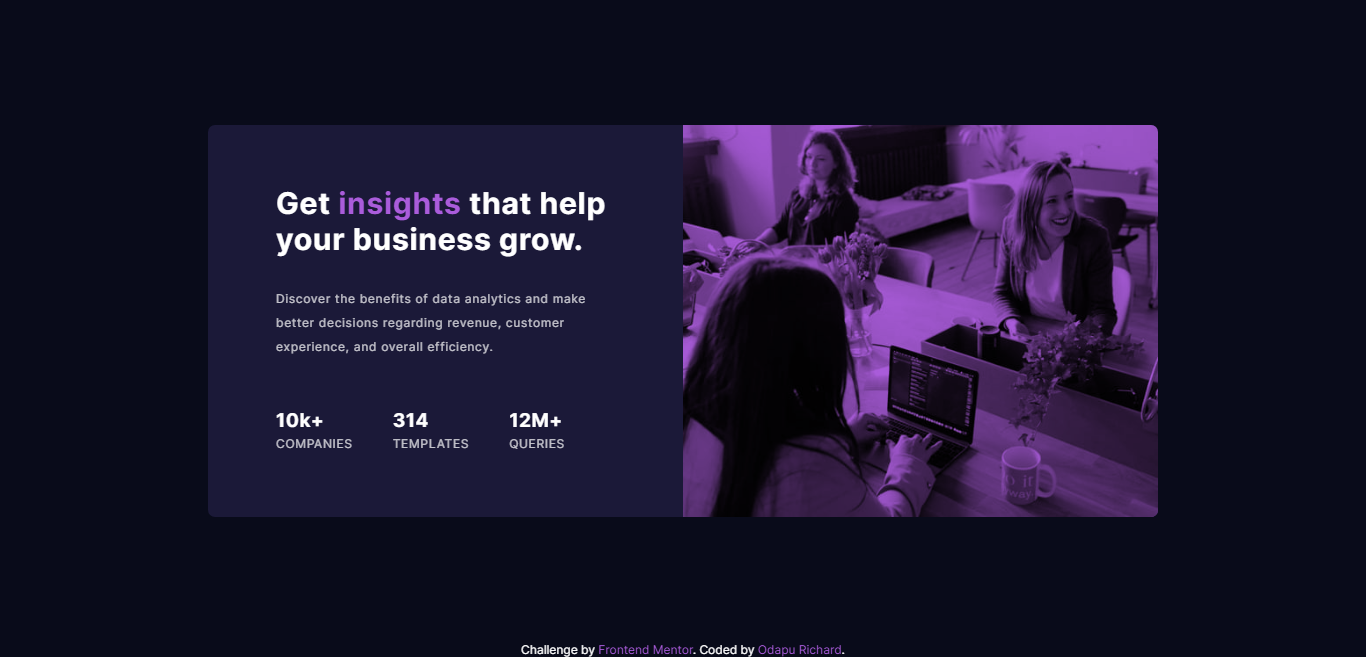 Get insights that help
your business grow.
Discover the benefits of data analytics and make
better decisions regarding revenue, customer
experience, and overall efficiency.
10k+ 314 12M+
COMPANIES TEMPLATES QUERIES
Challenge by Frontend Mentor. Coded by Odapu Richard.